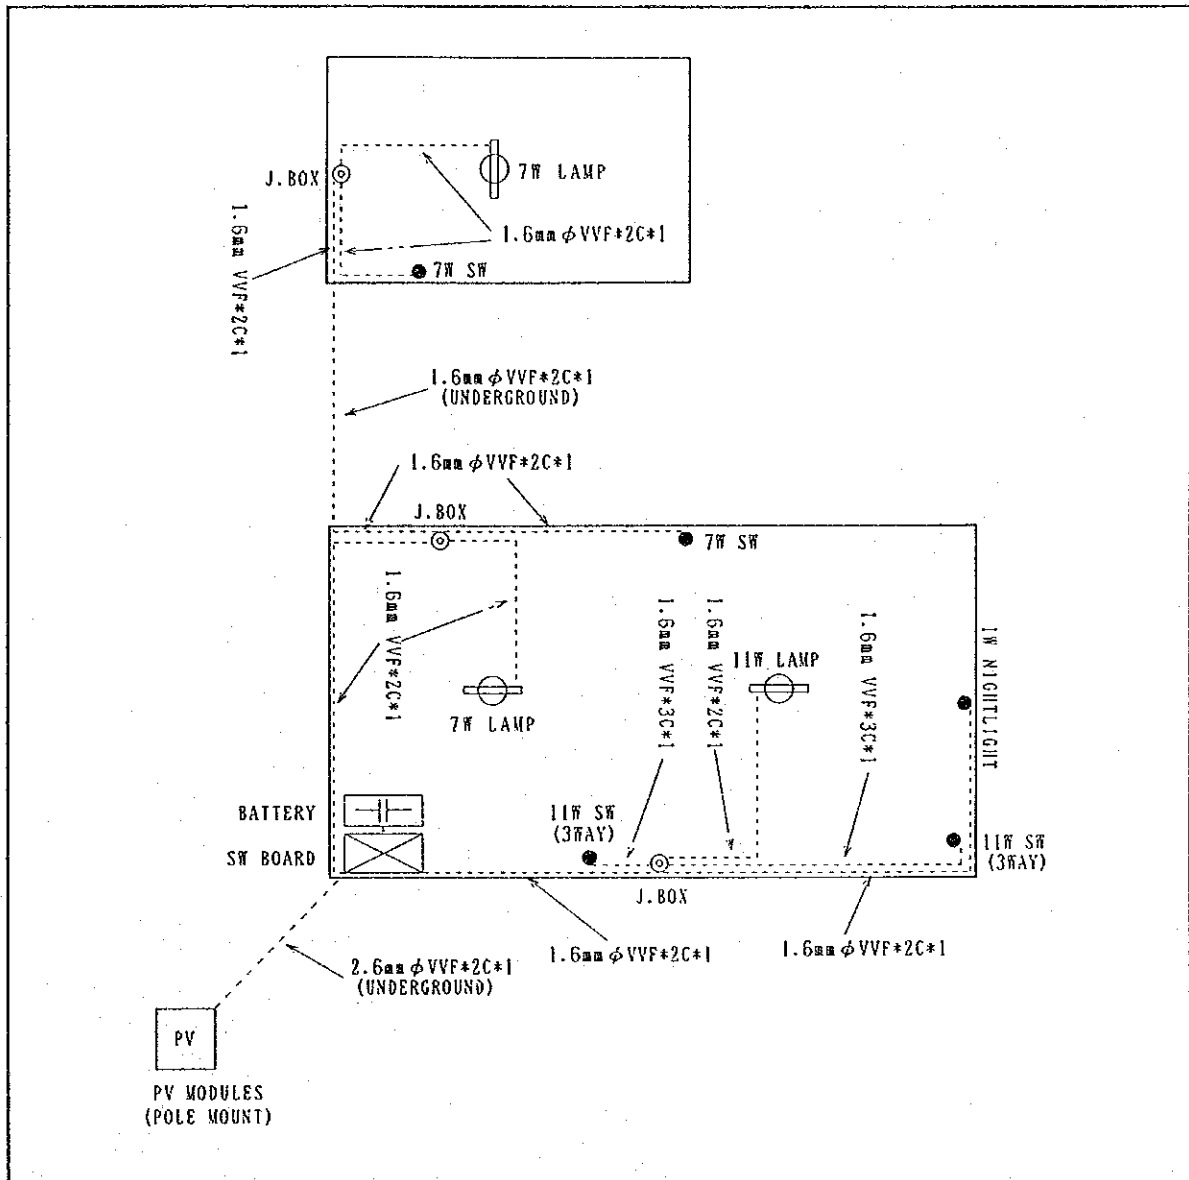 J.BOX
7W LAMP
1.6mm VVF*2C*1
1.6mmφVVF*2C*1
7W SW
1.6mmφVVF*2C*1
(UNDERGROUND)
1.6mmφVVF*2C*1
J.BOX
7W SW
1.6mm VVF*2C*1
1.6mm VVF*3C*1
1.6mm VVF*2C*1
11W LAMP
1.6mm VVF*3C*1
1W NIGHTLIGHT
7W LAMP
BATTERY
SW BOARD
11W SW
(3WAY)
11W SW
(3WAY)
J.BOX
1.6mmφVVF*2C*1
1.6mmφVVF*2C*1
2.6mmφVVF*2C*1
(UNDERGROUND)
PV
PV MODULES
(POLE MOUNT)